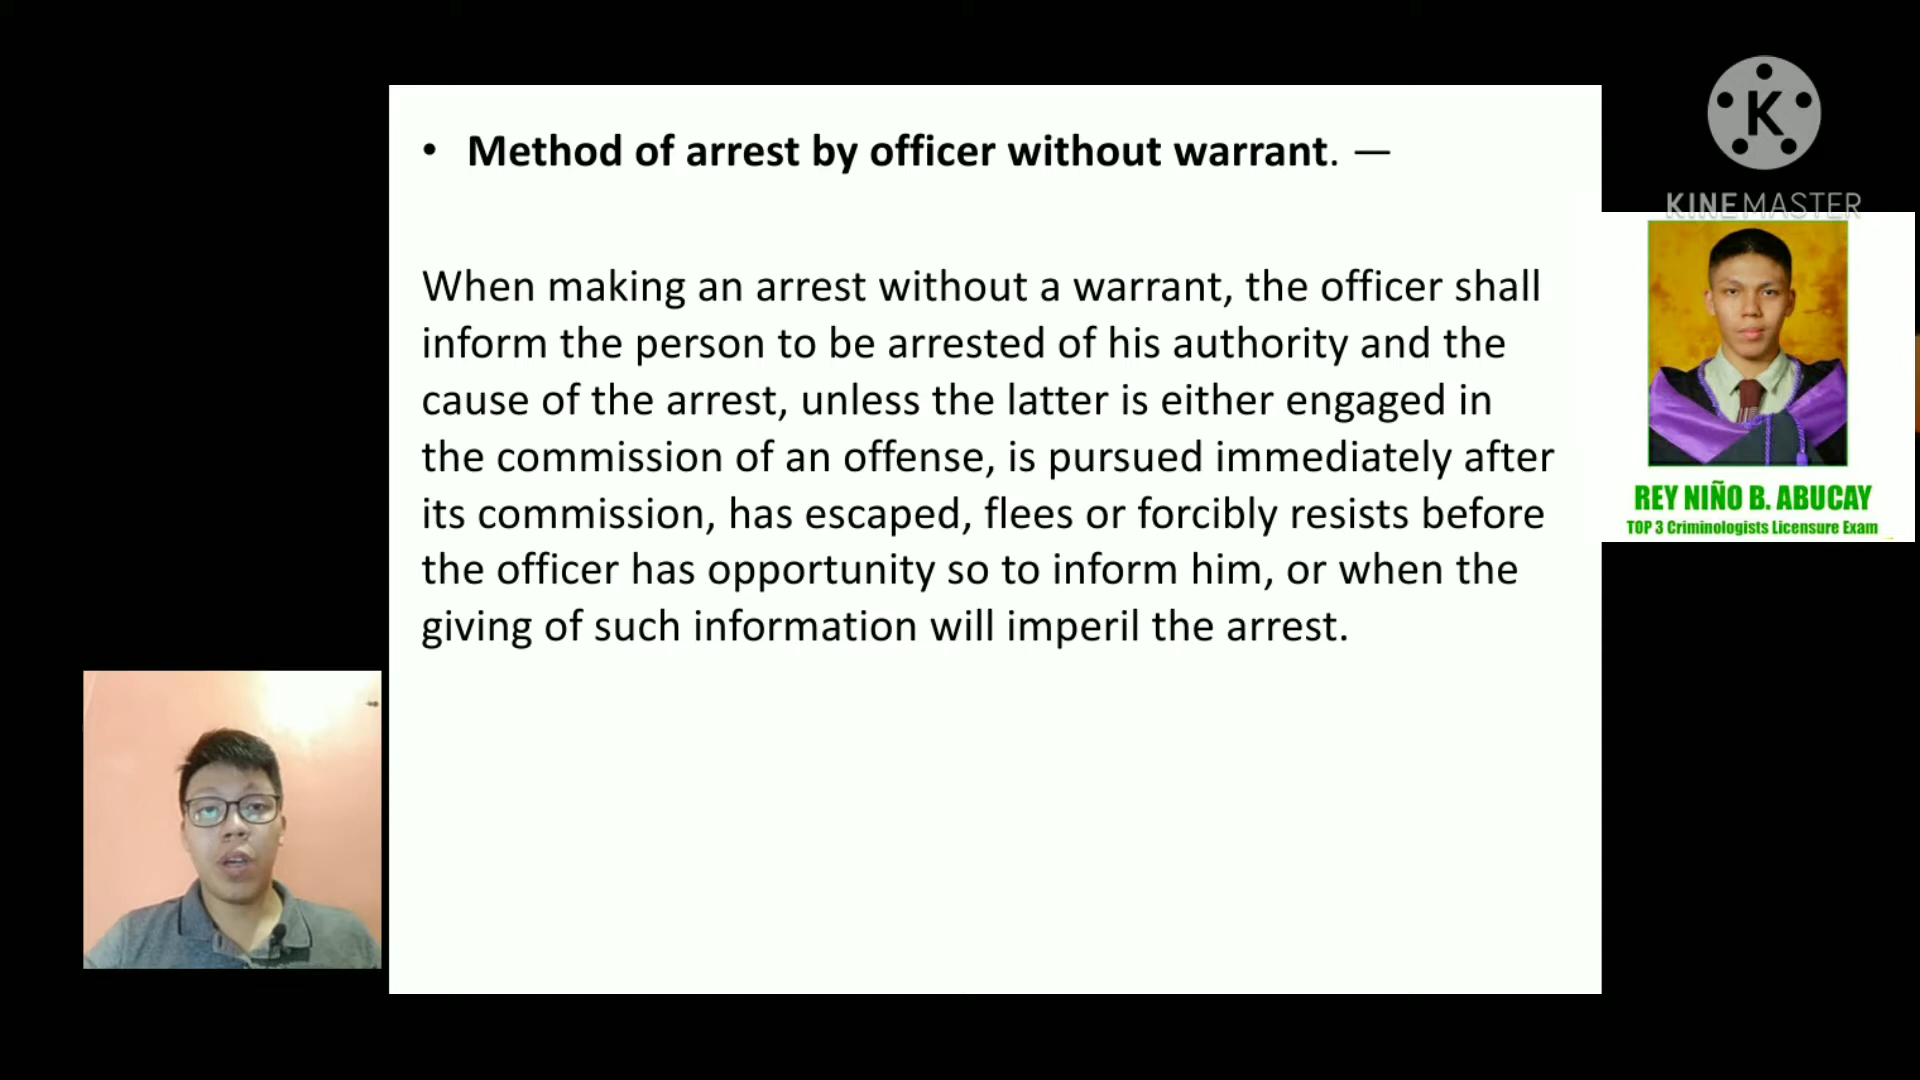 • Method of arrest by officer without warrant. —
When making an arrest without a warrant, the officer shall
inform the person to be arrested of his authority and the
cause of the arrest, unless the latter is either engaged in
the commission of an offense, is pursued immediately after
its commission, has escaped, flees or forcibly resists before
the officer has opportunity so to inform him, or when the
giving of such information will imperil the arrest.
K
KINEMASTER
REY NIÑO B. ABUCAY
TOP 3 Criminologists Licensure Exam